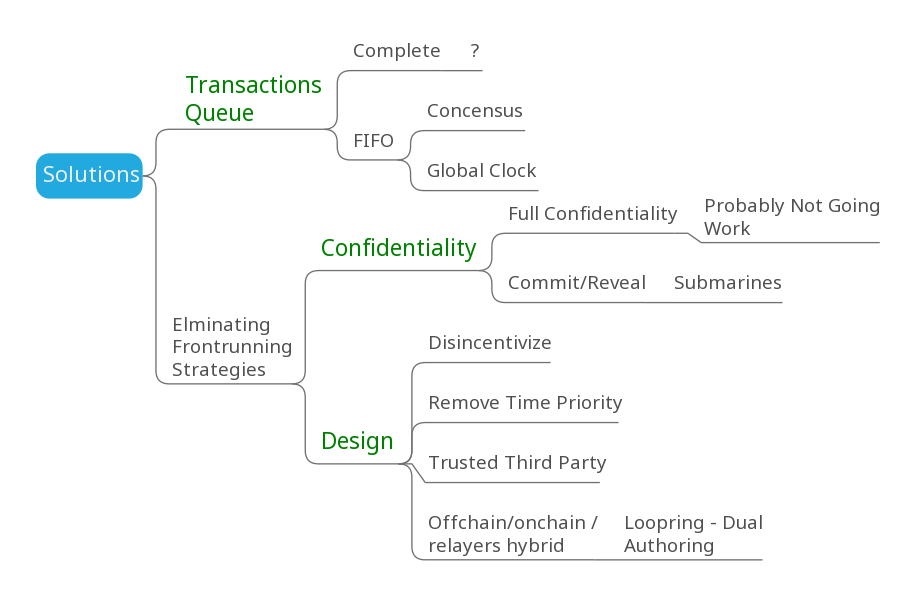 Solutions
Transactions
Queue
Complete
?
FIFO
Concensus
Global Clock
Elminating
Frontrunning
Strategies
Confidentiality
Full Confidentiality
Probably Not Going
Work
Commit/Reveal
Submarines
Design
Disincentivize
Remove Time Priority
Trusted Third Party
Offchain/onchain /
relayers hybrid
Loopring - Dual
Authoring